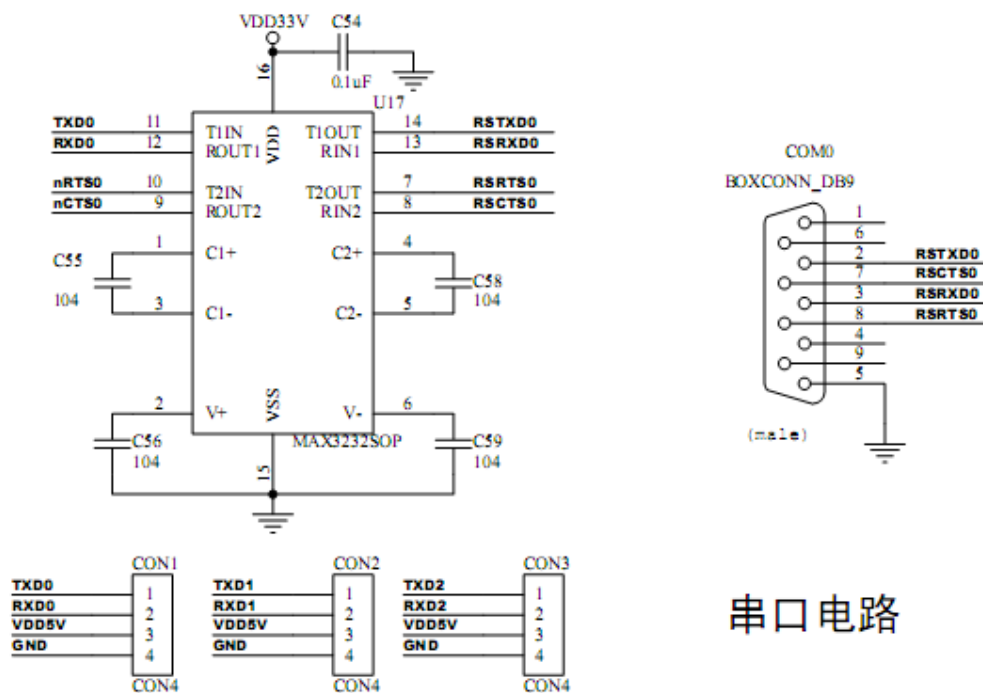 VDD33V
C54
0.1uF
16
U17
TXD0 11 T1IN VDD T1OUT 14 RSTXD0
RXD0 12 ROUT1 RIN1 13 RSRXD0
nRTS0 10 T2IN T2OUT 7 RSRTS0
nCTS0 9 ROUT2 RIN2 8 RSCTS0
1 C1+ C2+ 4
C55 C58
104 104
3 C1- C2- 5
2 V+ VSS V- 6
MAX3232SOP
C56 C59
104 104
15
COM0
BOXCONN_DB9
1
6
2 RSTXD0
7 RSCTS0
3 RSRXD0
8 RSRTS0
4
9
5
(male)
CON1
TXD0 1
RXD0 2
VDD5V 3
GND 4
CON4
CON2
TXD1 1
RXD1 2
VDD5V 3
GND 4
CON4
CON3
TXD2 1
RXD2 2
VDD5V 3
GND 4
CON4
串口电路